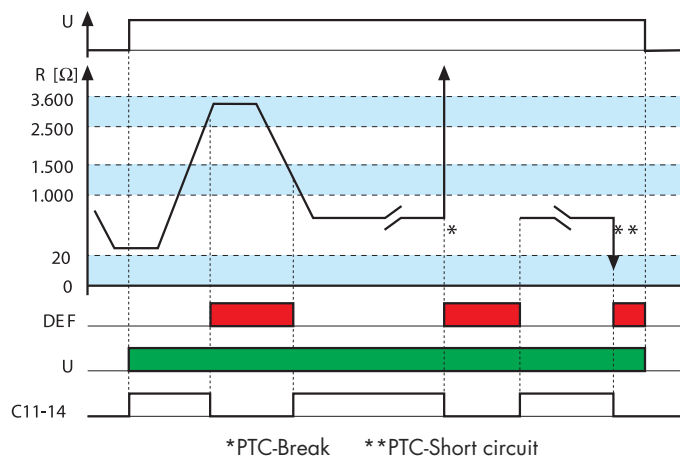 U
R [Ω]
3.600
2.500
1.500
1.000
*
**
20
0
DEF
U
C11-14
*PTC-Break **PTC-Short circuit